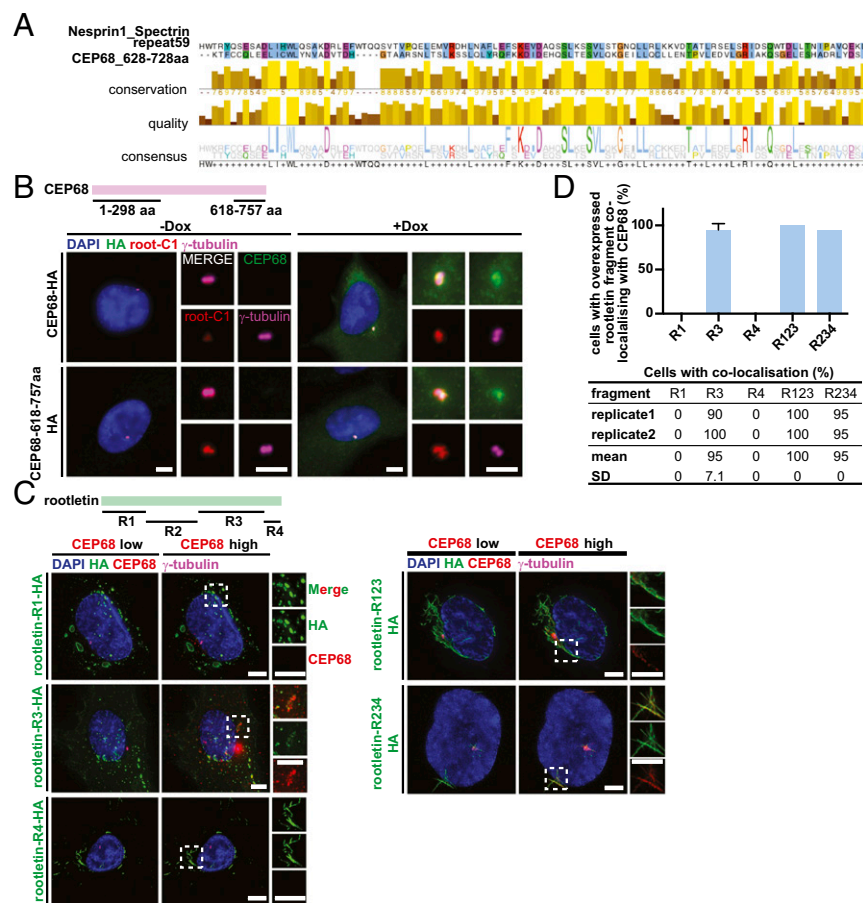 A
Nesprin1_Spectrin
repeat59
CEP68_628-728aa
conservation
quality
consensus
B
CEP68
1-298 aa
618-757 aa
-Dox
+Dox
DAPI HA root-C1 γ-tubulin
MERGE
CEP68
root-C1
γ-tubulin
CEP68-HA
CEP68-618-757aa
HA
C
rootletin
R1
R2
R3
R4
CEP68 low
CEP68 high
DAPI HA CEP68
γ-tubulin
Merge
HA
CEP68
rootletin-R1-HA
rootletin-R3-HA
rootletin-R4-HA
CEP68 low
CEP68 high
DAPI HA CEP68
γ-tubulin
rootletin-R123
HA
rootletin-R234
HA
D
cells with overexpressed
rootletin fragment co-
localalising with CEP68 (%)
100
50
0
R1
R3
R4
R123
R234
Cells with co-localisation (%)
fragment R1 R3 R4 R123 R234
replicate1 0 90 0 100 95
replicate2 0 100 0 100 95
mean 0 95 0 100 95
SD 0 7.1 0 0 0